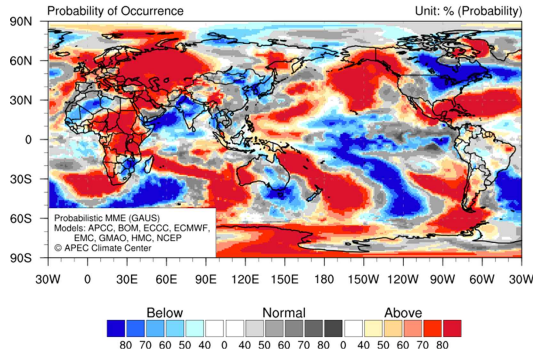 Probability of Occurrence
Unit: % (Probability)
90N
60N
30N
0
30S
60S
90S
Probabilistic MME (GAUS)
Models: APCC, BOM, ECCC, ECMWF,
EMC, GMAO, HMC, NCEP
© APEC Climate Center
30W 0 30E 60E 90E 120E 150E 180 150W 120W 90W 60W 30W
Below Normal Above
80 70 60 50 40 0 40 50 60 70 80 0 40 50 60 70 80